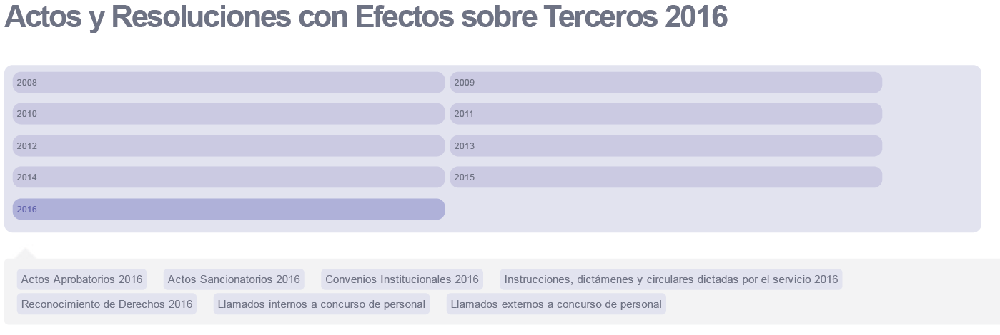 Actos y Resoluciones con Efectos sobre Terceros 2016
2008 2009
2010 2011
2012 2013
2014 2015
2016
Actos Aprobatorios 2016 Actos Sancionatorios 2016 Convenios Institucionales 2016 Instrucciones, dictámenes y circulares dictadas por el servicio 2016
Reconocimiento de Derechos 2016 Llamados internos a concurso de personal Llamados externos a concurso de personal